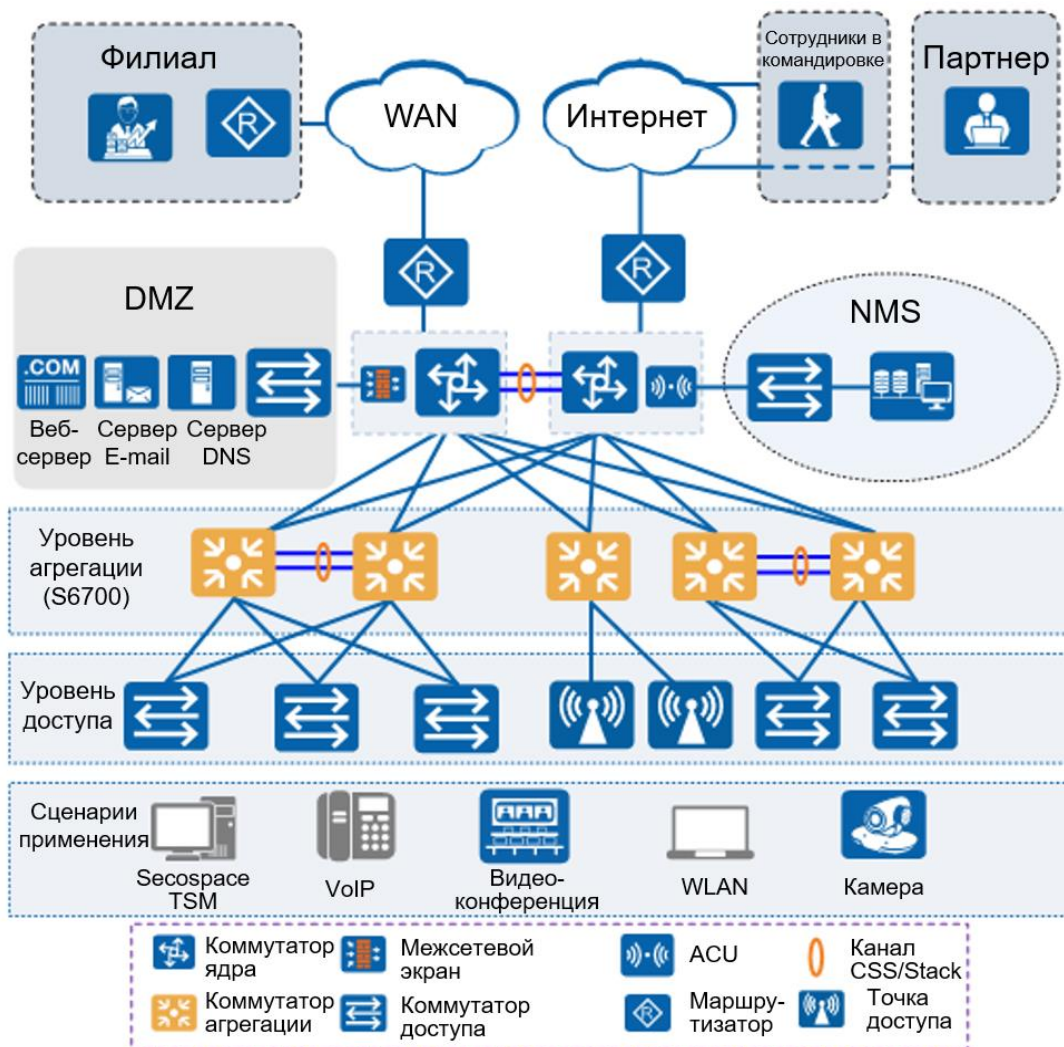 Филиал
WAN
Интернет
Сотрудники в
командировке
Партнер
R
R
R
DMZ
NMS
.COM
Веб-
сервер
Сервер
E-mail
Сервер
DNS
Уровень
агрегации
(S6700)
Уровень
доступа
Сценарии
применения
Secospace
TSM
VoIP
Видео-
конференция
WLAN
Камера
Коммутатор
ядра
Межсетевой
экран
ACU
Канал
CSS/Stack
Коммутатор
агрегации
Коммутатор
доступа
R
Маршру-
тизатор
Точка
доступа